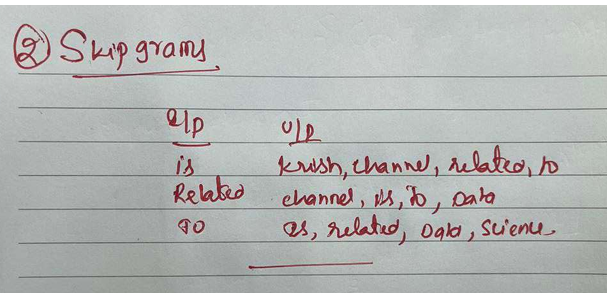 ② Skip grams
I/P O/P
is krish, channel, related, to
Related channel, is, to, Data
To is, related, Data, Science